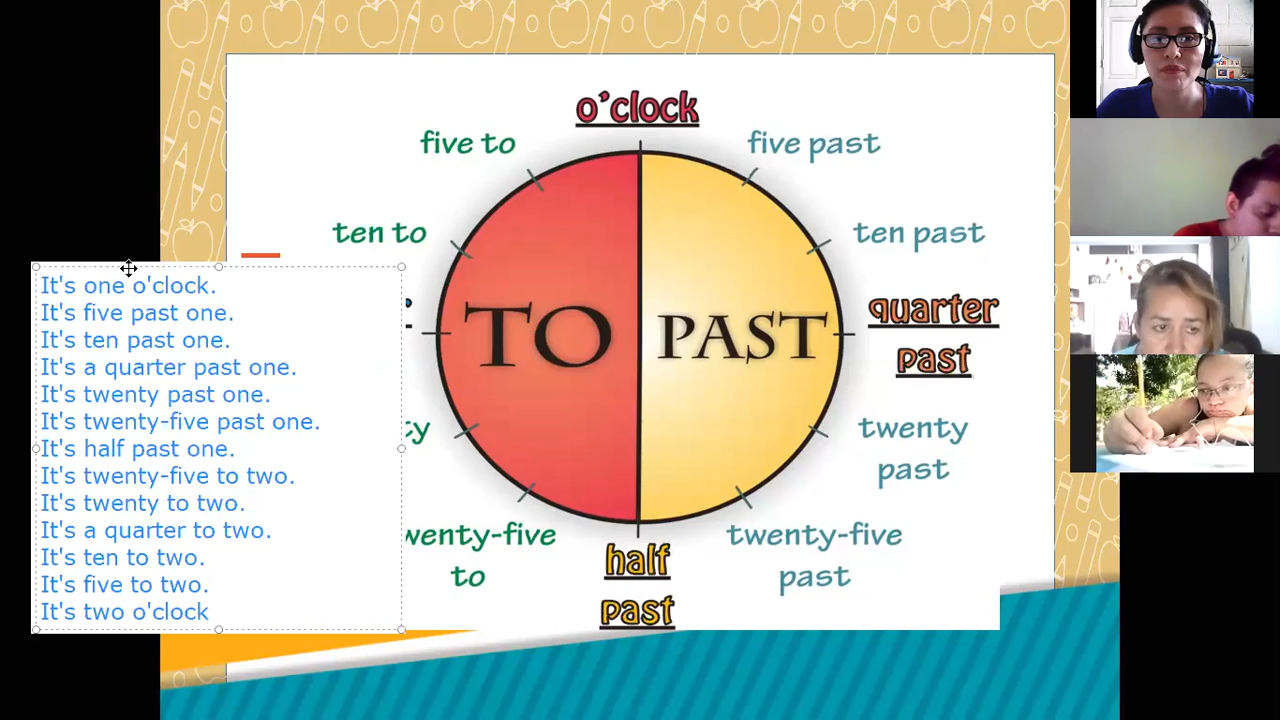 o'clock
five to
five past
ten to
ten past
quarter
past
TO
PAST
twenty
past
twenty-five
past
to
half
past
It's one o'clock.
It's five past one.
It's ten past one.
It's a quarter past one.
It's twenty past one.
It's twenty-five past one.
It's half past one.
It's twenty-five to two.
It's twenty to two.
It's a quarter to two.
It's ten to two.
It's five to two.
It's two o'clock